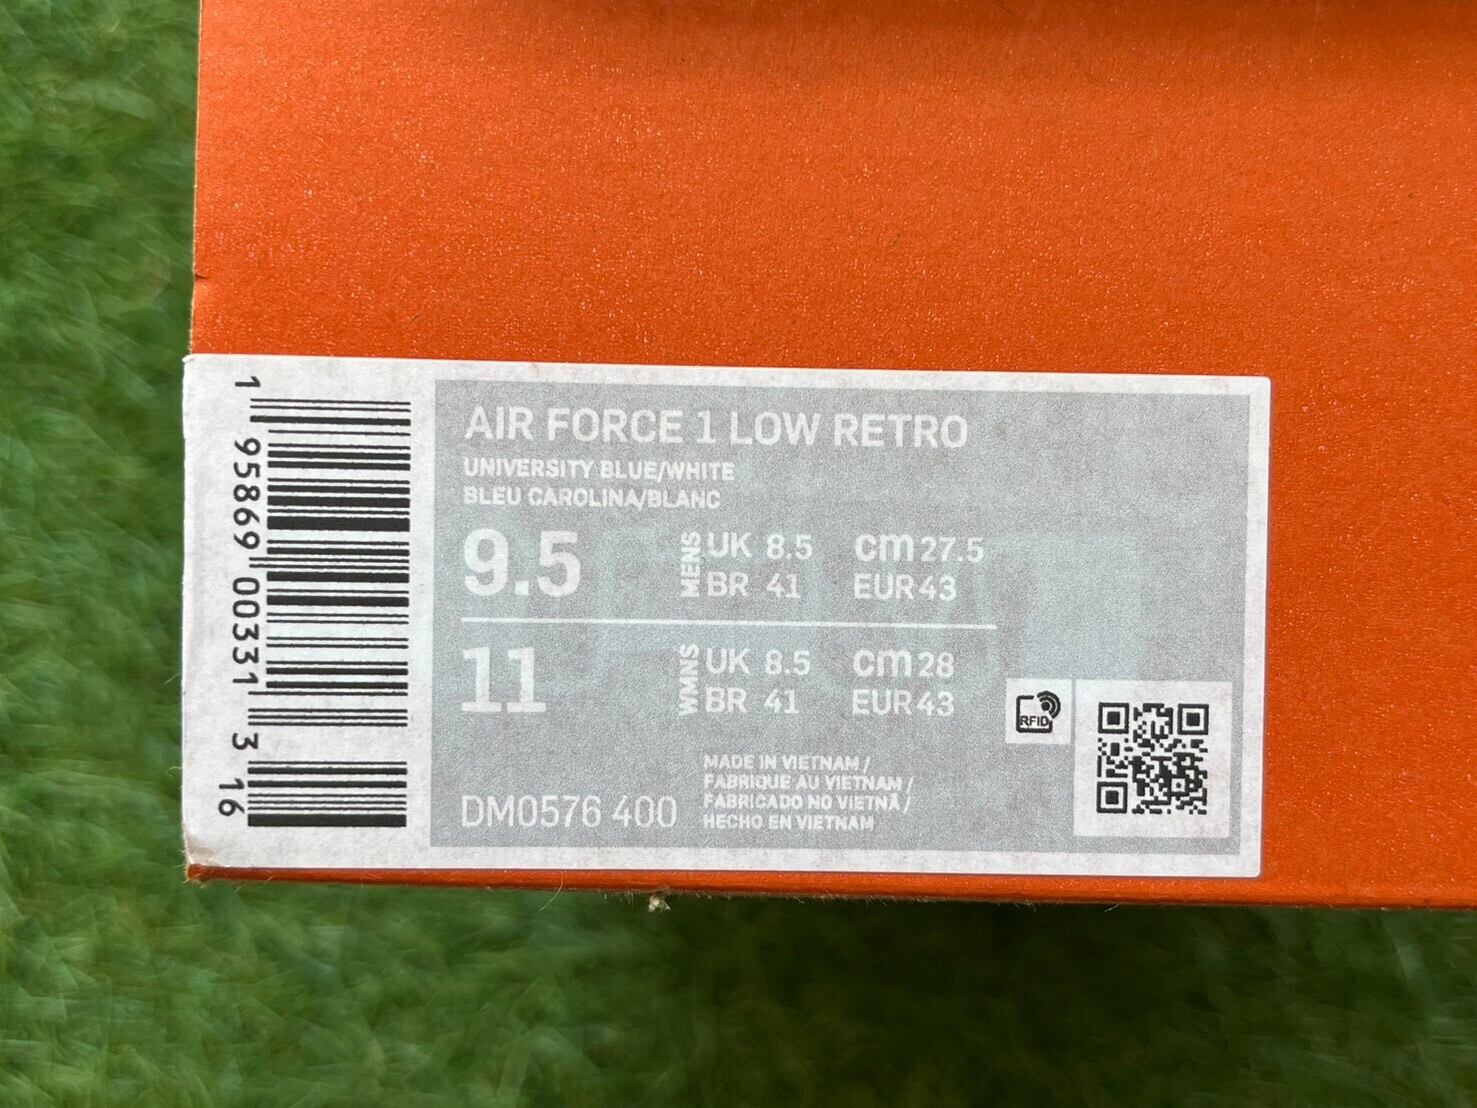 AIR FORCE 1 LOW RETRO
UNIVERSITY BLUE/WHITE
BLEU CAROLINA/BLANC
9.5 MENS UK 8.5 cm 27.5
BR 41 EUR 43
11 WMNS UK 8.5 cm 28
BR 41 EUR 43
RFID
MADE IN VIETNAM /
FABRIQUE AU VIETNAM /
FABRICADO NO VIETNÃ /
HECHO EN VIETNAM
DM0576 400
1 95869 00331 3 16